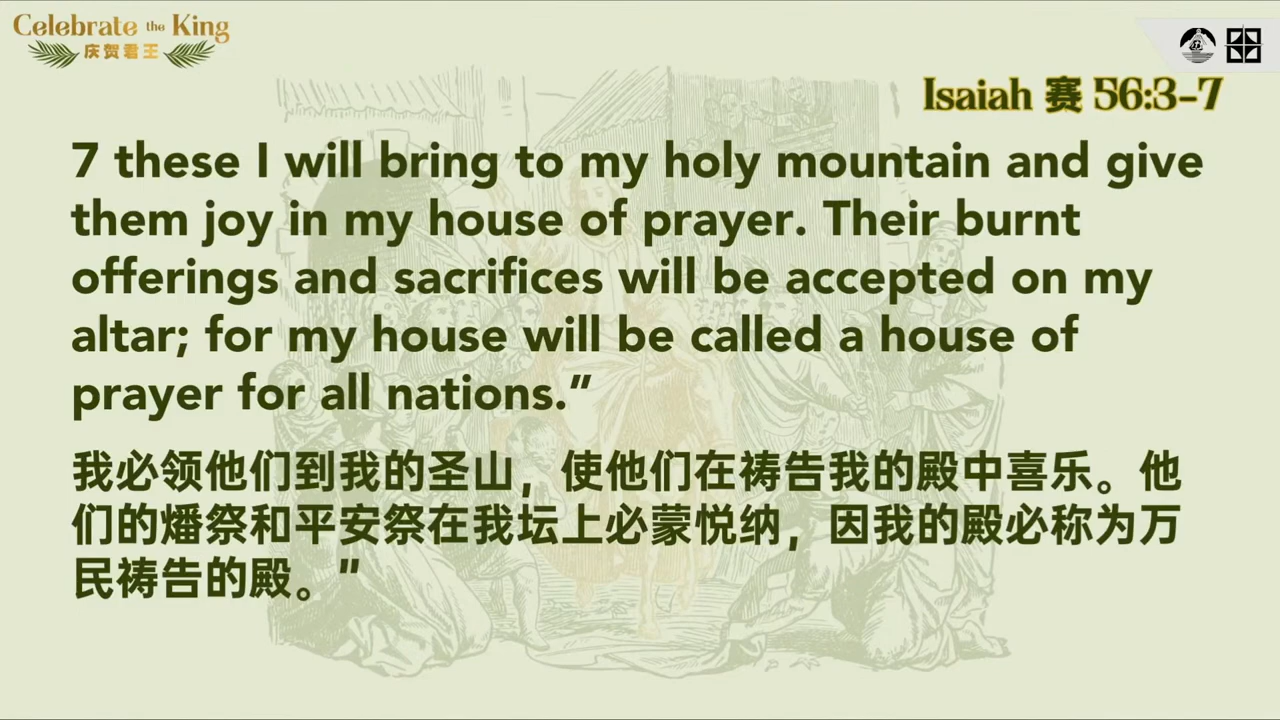 Celebrate the King
庆贺君王
Isaiah 赛 56:3-7
7 these I will bring to my holy mountain and give
them joy in my house of prayer. Their burnt
offerings and sacrifices will be accepted on my
altar; for my house will be called a house of
prayer for all nations.”
我必领他们到我的圣山，使他们在祷告我的殿中喜乐。他
们的燔祭和平安祭在我坛上必蒙悦纳，因我的殿必称为万
民祷告的殿。”